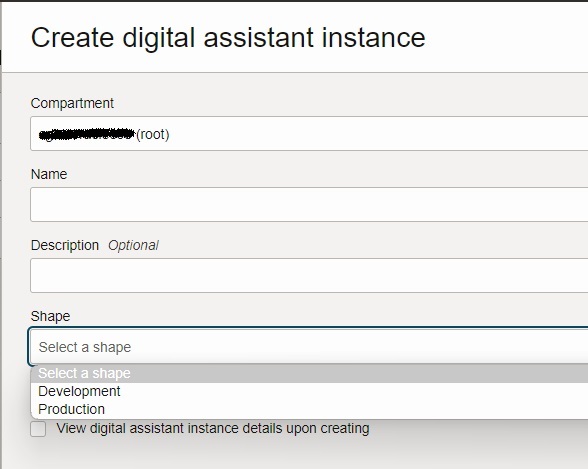 Create digital assistant instance
Compartment
(root)
Name
Description Optional
Shape
Select a shape
Select a shape
Development
Production
View digital assistant instance details upon creating